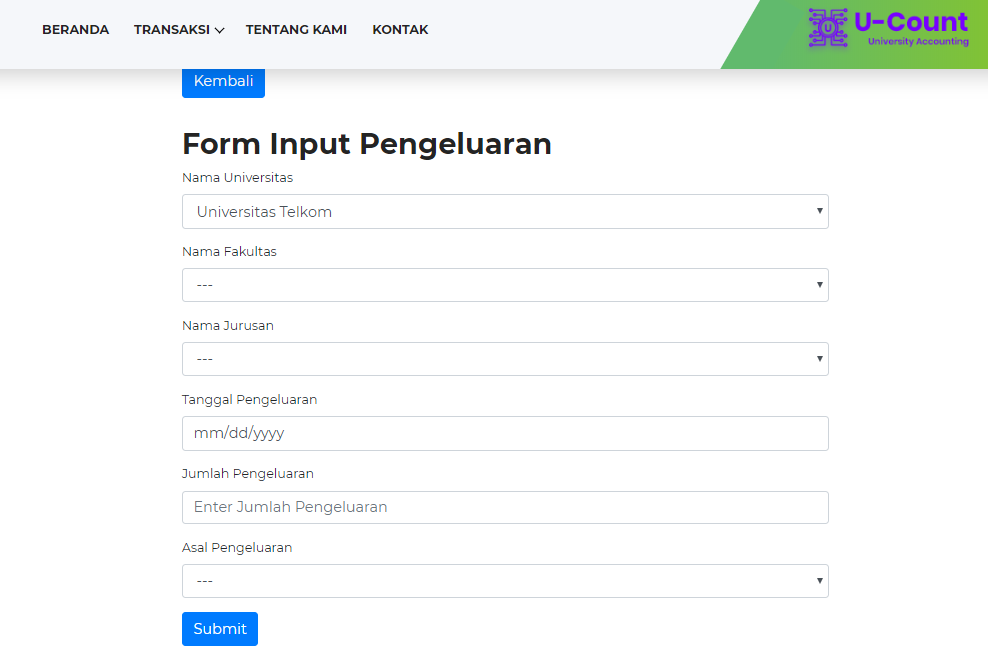 BERANDA TRANSAKSI TENTANG KAMI KONTAK
U
U-Count
University Accounting
Kembali
Form Input Pengeluaran
Nama Universitas
Universitas Telkom
Nama Fakultas
---
Nama Jurusan
---
Tanggal Pengeluaran
mm/dd/yyyy
Jumlah Pengeluaran
Enter Jumlah Pengeluaran
Asal Pengeluaran
---
Submit